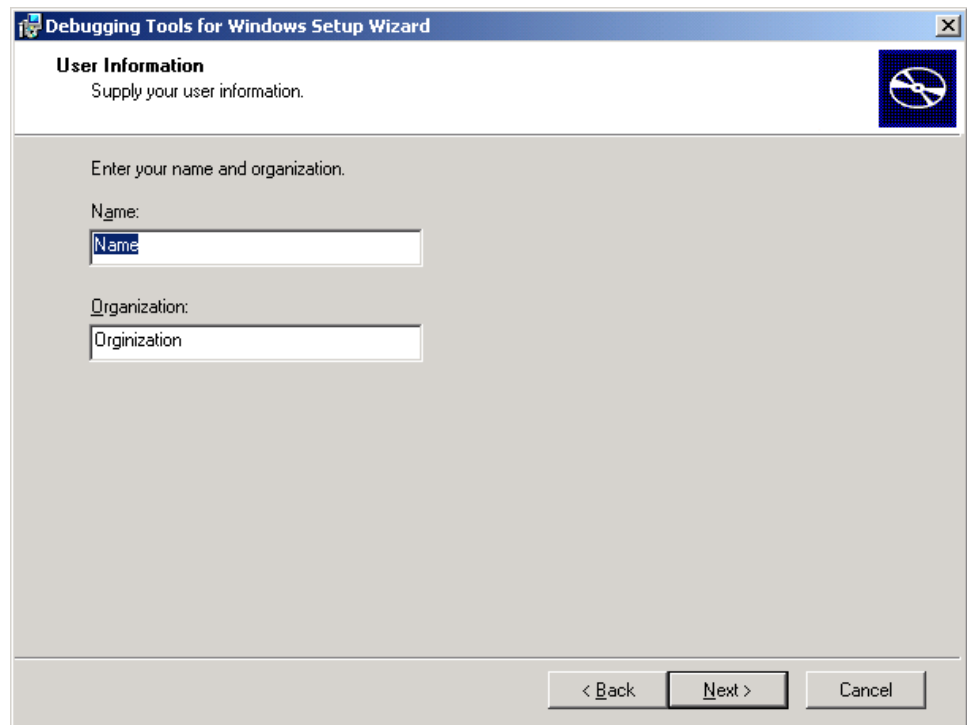 Debugging Tools for Windows Setup Wizard
User Information
Supply your user information.
Enter your name and organization.
Name:
Name
Organization:
Orginization
< Back Next > Cancel